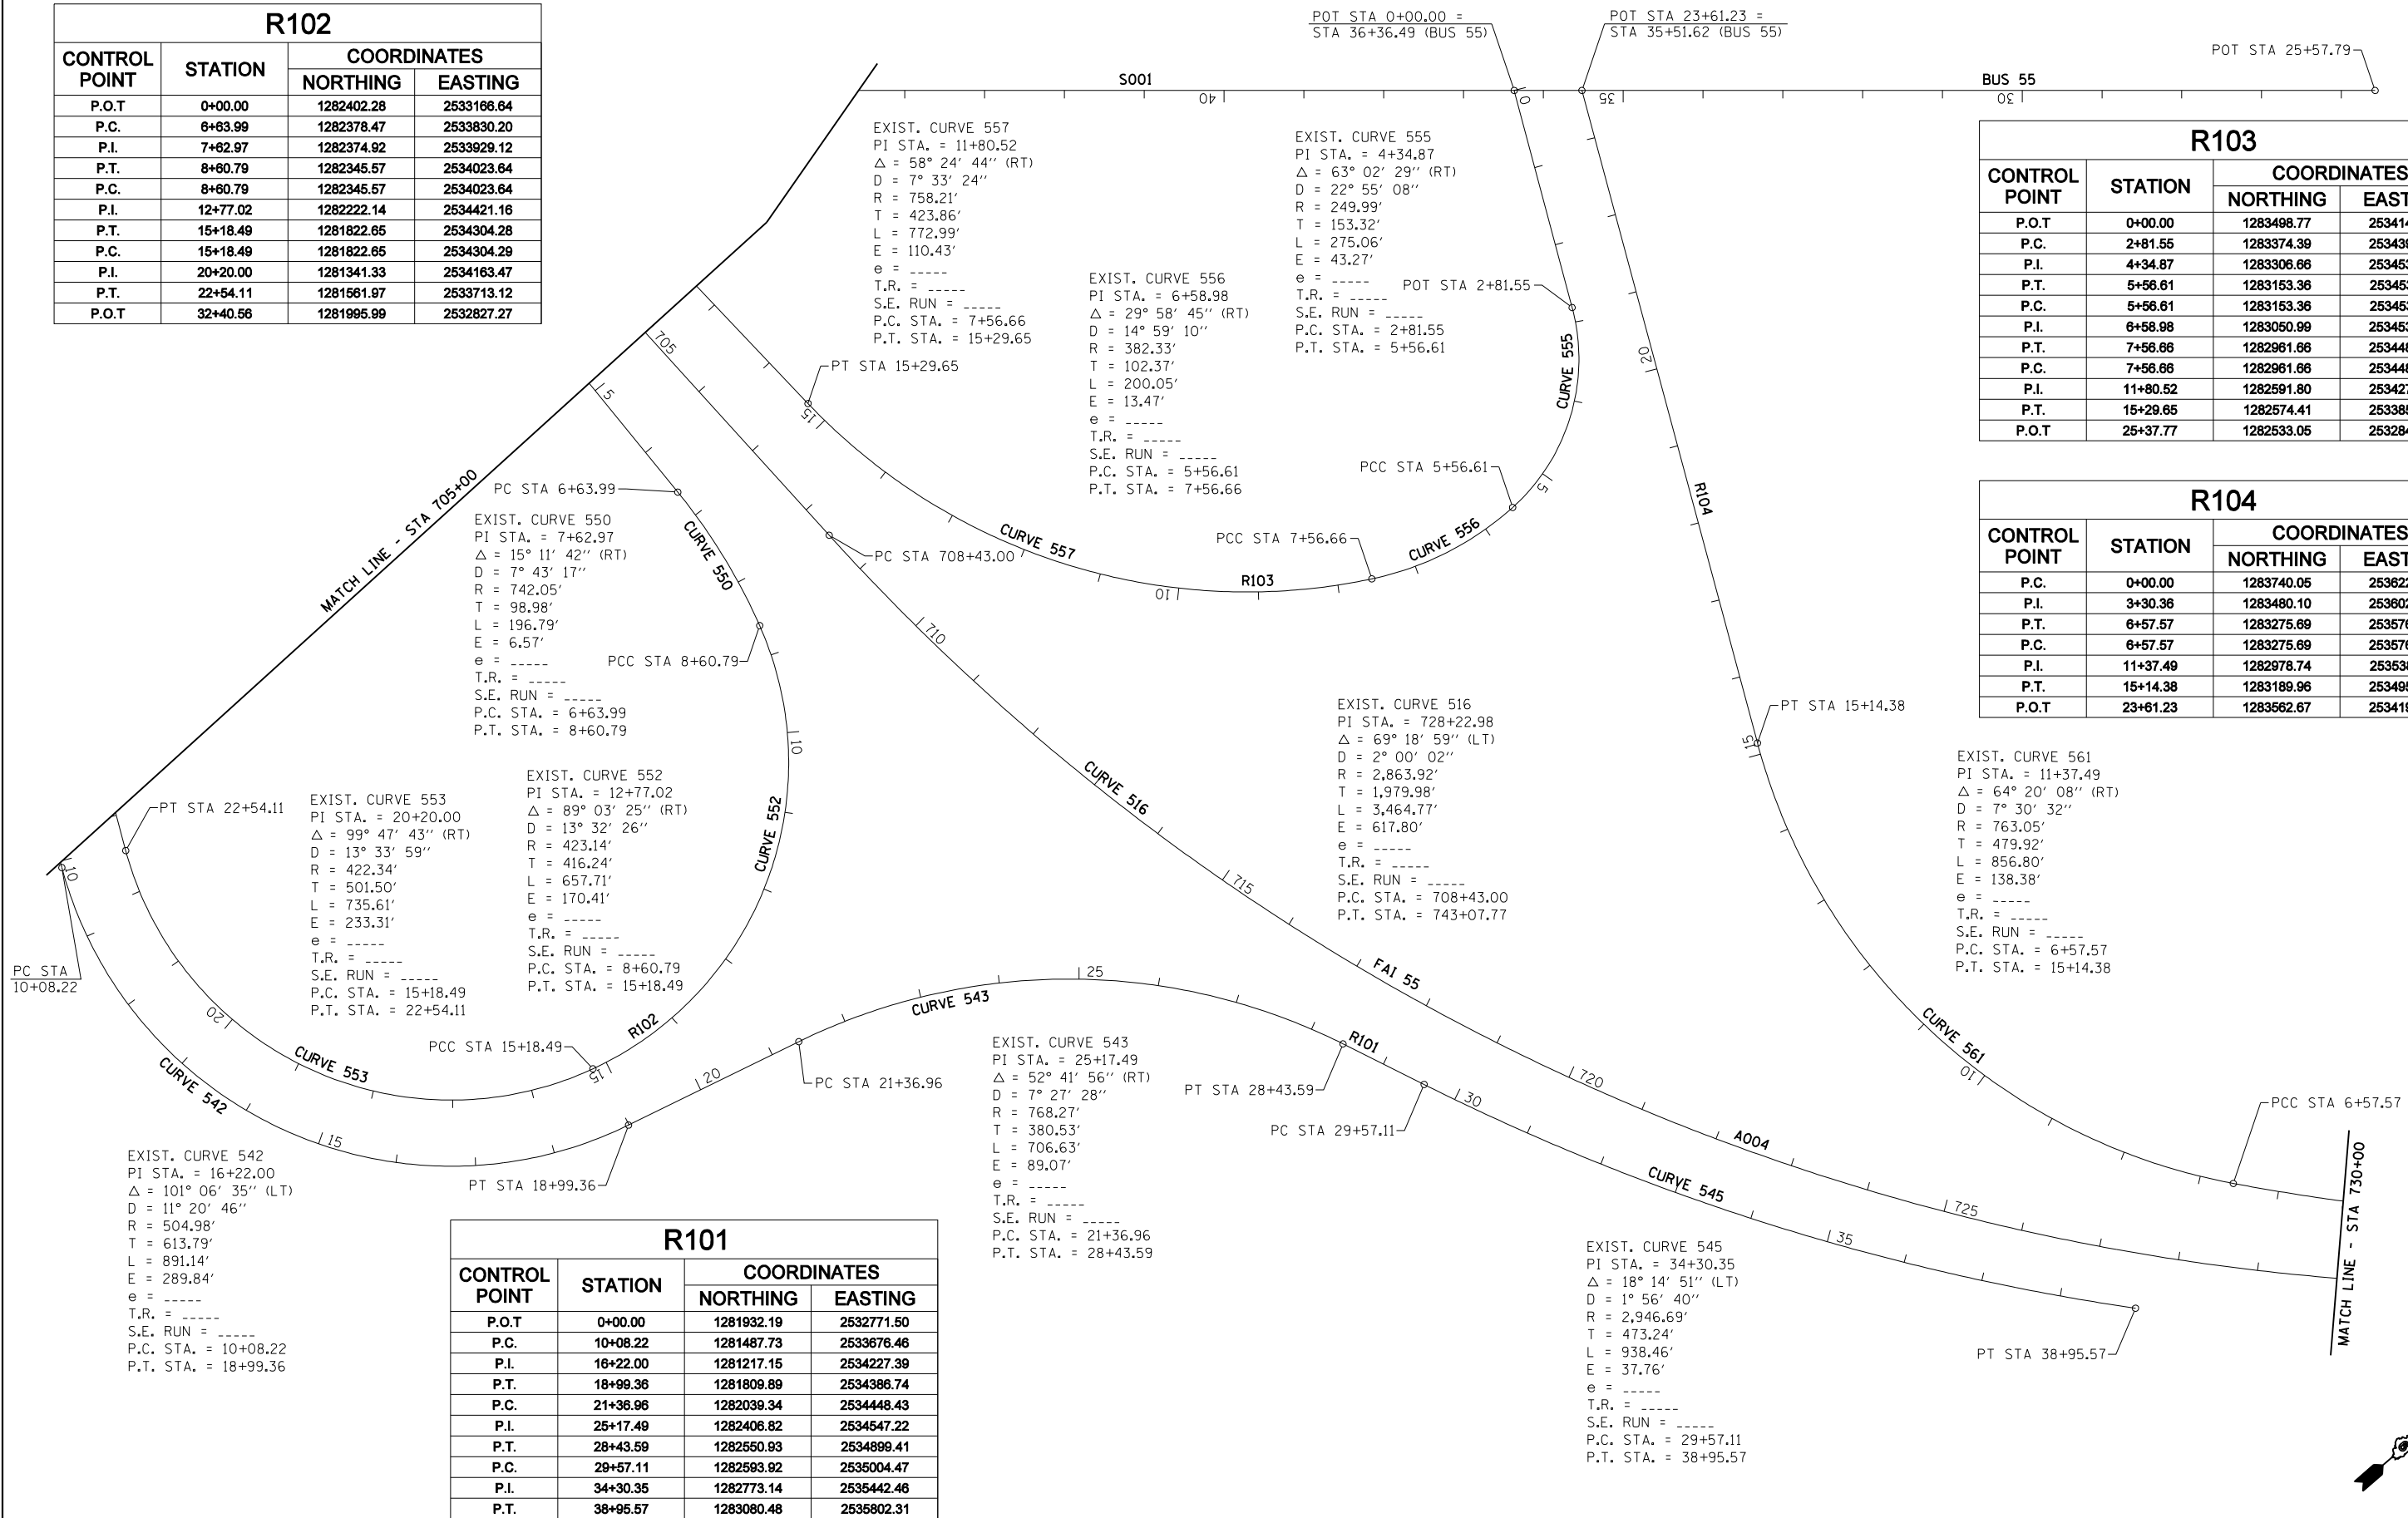 R102
CONTROL POINT STATION COORDINATES
NORTHING EASTING
P.O.T 0+00.00 1282402.28 2533166.64
P.C. 6+63.99 1282378.47 2533830.20
P.I. 7+62.97 1282374.92 2533929.12
P.T. 8+60.79 1282345.57 2534023.64
P.C. 8+60.79 1282345.57 2534023.64
P.I. 12+77.02 1282222.14 2534421.16
P.T. 15+18.49 1281822.65 2534304.28
P.C. 15+18.49 1281822.65 2534304.29
P.I. 20+20.00 1281341.33 2534163.47
P.T. 22+54.11 1281561.97 2533713.12
P.O.T 32+40.56 1281995.99 2532827.27
POT STA 0+00.00 =
STA 36+36.49 (BUS 55)
POT STA 23+61.23 =
STA 35+51.62 (BUS 55)
POT STA 25+57.79
S001
BUS 55
40
0
35
30
EXIST. CURVE 557
PI STA. = 11+80.52
Δ = 58° 24' 44'' (RT)
D = 7° 33' 24''
R = 758.21'
T = 423.86'
L = 772.99'
E = 110.43'
e = -----
T.R. = -----
S.E. RUN = -----
P.C. STA. = 7+56.66
P.T. STA. = 15+29.65
EXIST. CURVE 555
PI STA. = 4+34.87
Δ = 63° 02' 29'' (RT)
D = 22° 55' 08''
R = 249.99'
T = 153.32'
L = 275.06'
E = 43.27'
e = -----
T.R. = -----
S.E. RUN = -----
P.C. STA. = 2+81.55
P.T. STA. = 5+56.61
EXIST. CURVE 556
PI STA. = 6+58.98
Δ = 29° 58' 45'' (RT)
D = 14° 59' 10''
R = 382.33'
T = 102.37'
L = 200.05'
E = 13.47'
e = -----
T.R. = -----
S.E. RUN = -----
P.C. STA. = 5+56.61
P.T. STA. = 7+56.66
POT STA 2+81.55
CURVE 555
20
R104
R103
CONTROL POINT STATION COORDINATES
NORTHING
P.O.T 0+00.00 1283498.77
P.C. 2+81.55 1283374.39
P.I. 4+34.87 1283306.66
P.T. 5+56.61 1283153.36
P.C. 5+56.61 1283153.36
P.I. 6+58.98 1283050.99
P.T. 7+56.66 1282961.66
P.C. 7+56.66 1282961.66
P.I. 11+80.52 1282591.80
P.T. 15+29.65 1282574.41
P.O.T 25+37.77 1282533.05
R104
CONTROL POINT STATION COORDINATES
NORTHING
P.C. 0+00.00 1283740.05
P.I. 3+30.36 1283480.10
P.T. 6+57.57 1283275.69
P.C. 6+57.57 1283275.69
P.I. 11+37.49 1282978.74
P.T. 15+14.38 1283189.96
P.O.T 23+61.23 1283562.67
PT STA 15+29.65
15
705
5
MATCH LINE - STA 705+00
PC STA 6+63.99
PCC STA 5+56.61
5
PCC STA 7+56.66
CURVE 556
CURVE 557
R103
10
PC STA 708+43.00
710
EXIST. CURVE 550
PI STA. = 7+62.97
Δ = 15° 11' 42'' (RT)
D = 7° 43' 17''
R = 742.05'
T = 98.98'
L = 196.79'
E = 6.57'
e = -----
T.R. = -----
S.E. RUN = -----
P.C. STA. = 6+63.99
P.T. STA. = 8+60.79
CURVE 550
PCC STA 8+60.79
10
CURVE 552
EXIST. CURVE 516
PI STA. = 728+22.98
Δ = 69° 18' 59'' (LT)
D = 2° 00' 02''
R = 2,863.92'
T = 1,979.98'
L = 3,464.77'
E = 617.80'
e = -----
T.R. = -----
S.E. RUN = -----
P.C. STA. = 708+43.00
P.T. STA. = 743+07.77
PT STA 15+14.38
15
EXIST. CURVE 561
PI STA. = 11+37.49
Δ = 64° 20' 08'' (RT)
D = 7° 30' 32''
R = 763.05'
T = 479.92'
L = 856.80'
E = 138.38'
e = -----
T.R. = -----
S.E. RUN = -----
P.C. STA. = 6+57.57
P.T. STA. = 15+14.38
PT STA 22+54.11
10
PC STA
10+08.22
EXIST. CURVE 553
PI STA. = 20+20.00
Δ = 99° 47' 43'' (RT)
D = 13° 33' 59''
R = 422.34'
T = 501.50'
L = 735.61'
E = 233.31'
e = -----
T.R. = -----
S.E. RUN = -----
P.C. STA. = 15+18.49
P.T. STA. = 22+54.11
EXIST. CURVE 552
PI STA. = 12+77.02
Δ = 89° 03' 25'' (RT)
D = 13° 32' 26''
R = 423.14'
T = 416.24'
L = 657.71'
E = 170.41'
e = -----
T.R. = -----
S.E. RUN = -----
P.C. STA. = 8+60.79
P.T. STA. = 15+18.49
CURVE 516
715
FAI 55
20
CURVE 553
CURVE 542
PCC STA 15+18.49
15
R102
20
PC STA 21+36.96
CURVE 543
25
15
PT STA 18+99.36
EXIST. CURVE 543
PI STA. = 25+17.49
Δ = 52° 41' 56'' (RT)
D = 7° 27' 28''
R = 768.27'
T = 380.53'
L = 706.63'
E = 89.07'
e = -----
T.R. = -----
S.E. RUN = -----
P.C. STA. = 21+36.96
P.T. STA. = 28+43.59
R101
PT STA 28+43.59
PC STA 29+57.11
30
720
A004
CURVE 545
35
725
CURVE 561
10
PCC STA 6+57.57
MATCH LINE - STA 730+00
PT STA 38+95.57
EXIST. CURVE 542
PI STA. = 16+22.00
Δ = 101° 06' 35'' (LT)
D = 11° 20' 46''
R = 504.98'
T = 613.79'
L = 891.14'
E = 289.84'
e = -----
T.R. = -----
S.E. RUN = -----
P.C. STA. = 10+08.22
P.T. STA. = 18+99.36
R101
CONTROL POINT STATION COORDINATES
NORTHING EASTING
P.O.T 0+00.00 1281932.19 2532771.50
P.C. 10+08.22 1281487.73 2533676.46
P.I. 16+22.00 1281217.15 2534227.39
P.T. 18+99.36 1281809.89 2534386.74
P.C. 21+36.96 1282039.34 2534448.43
P.I. 25+17.49 1282406.82 2534547.22
P.T. 28+43.59 1282550.93 2534899.41
P.C. 29+57.11 1282593.92 2535004.47
P.I. 34+30.35 1282773.14 2535442.46
P.T. 38+95.57 1283080.48 2535802.31
EXIST. CURVE 545
PI STA. = 34+30.35
Δ = 18° 14' 51'' (LT)
D = 1° 56' 40''
R = 2,946.69'
T = 473.24'
L = 938.46'
E = 37.76'
e = -----
T.R. = -----
S.E. RUN = -----
P.C. STA. = 29+57.11
P.T. STA. = 38+95.57